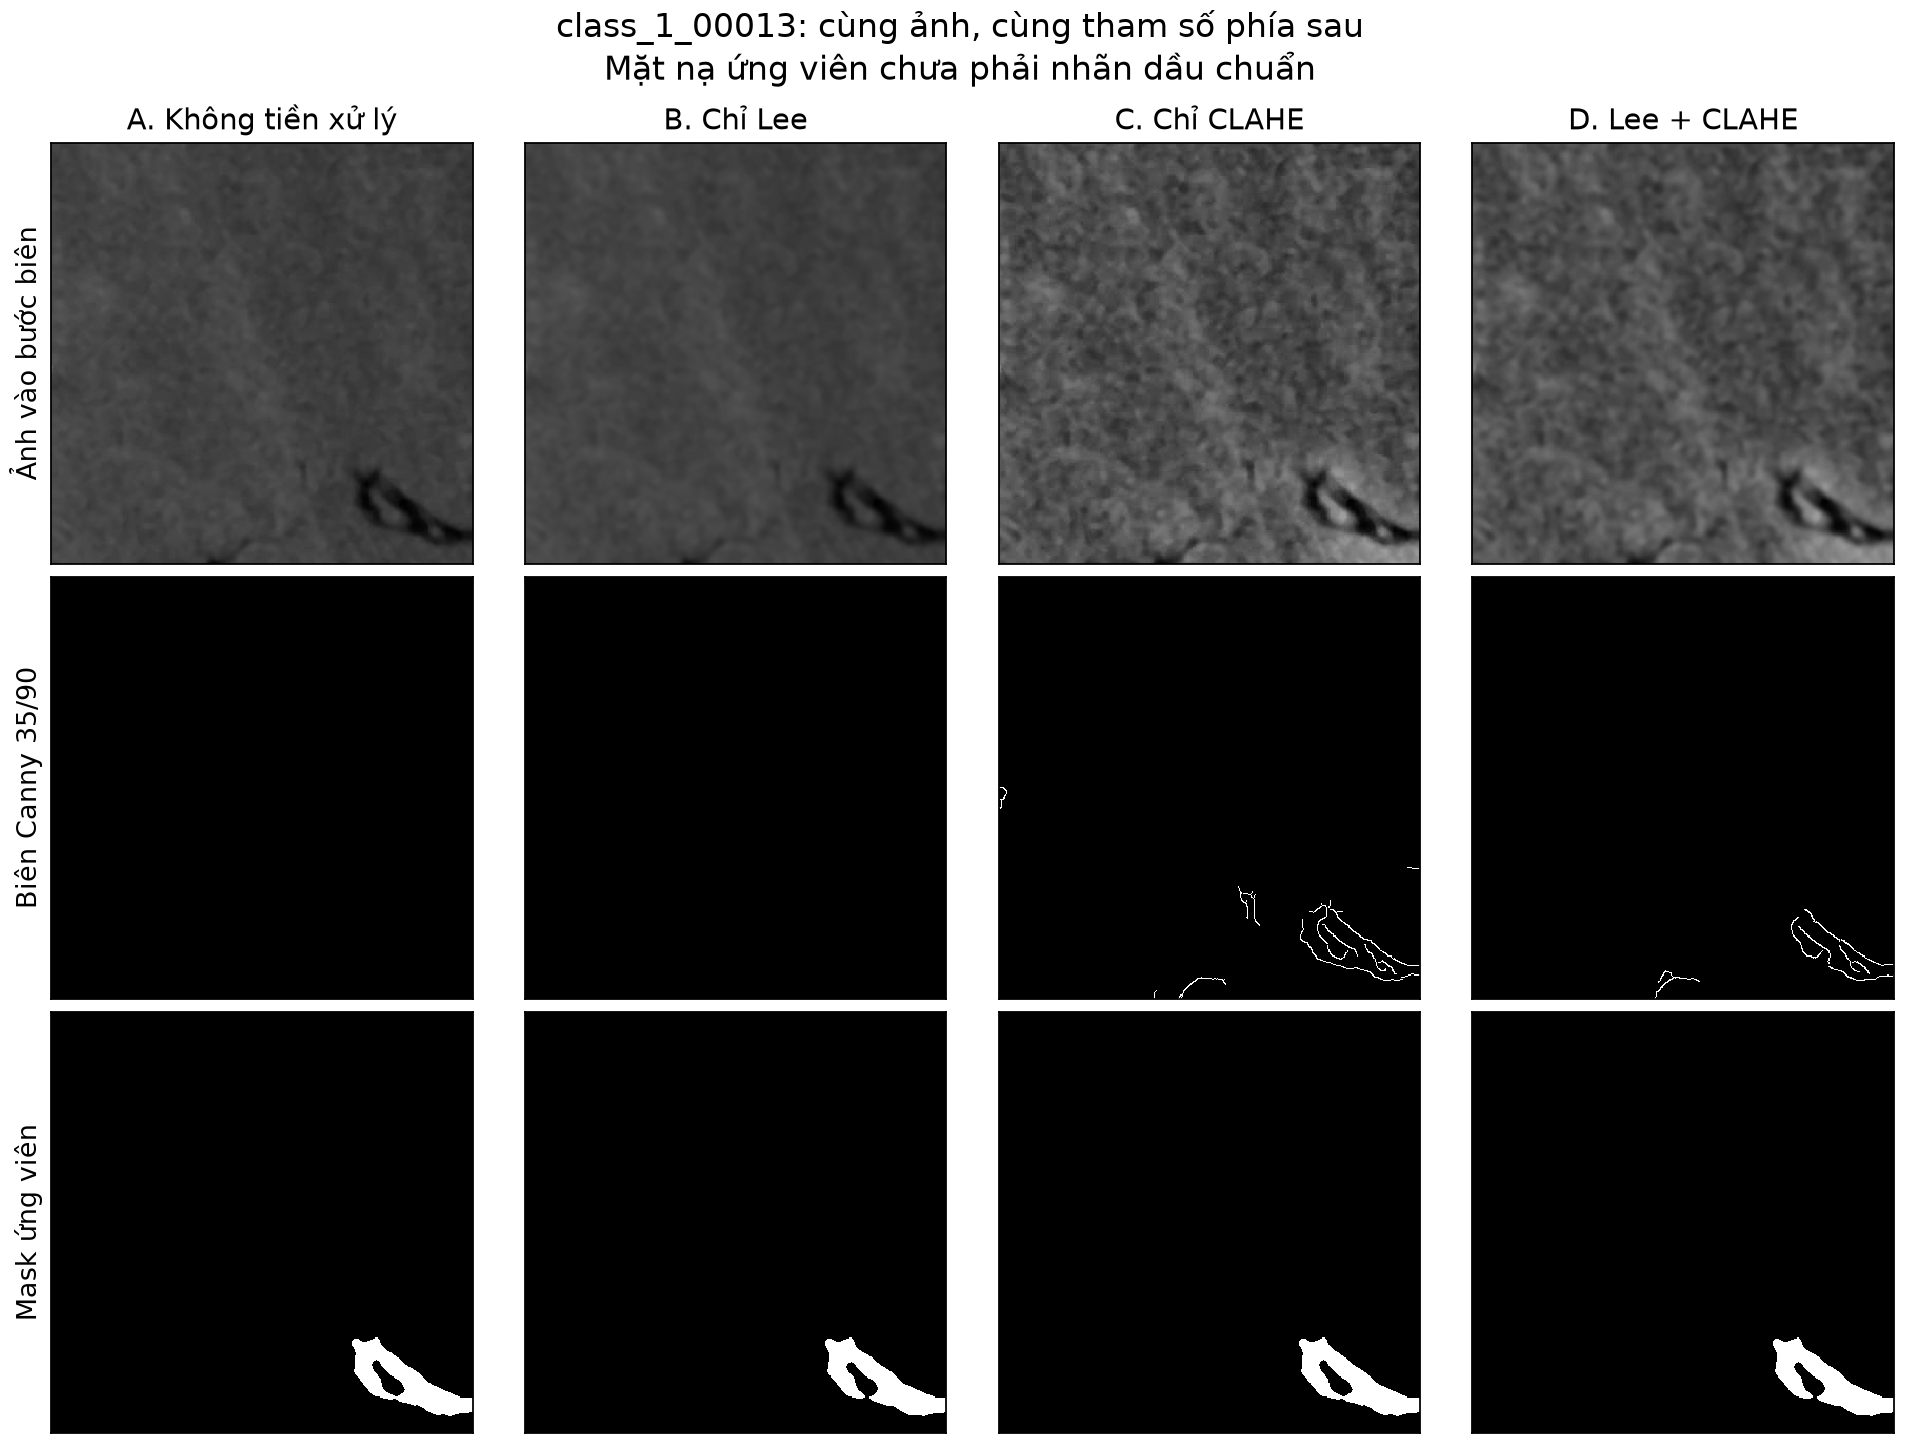 class_1_00013: cùng ảnh, cùng tham số phía sau
Mặt nạ ứng viên chưa phải nhãn dầu chuẩn
A. Không tiền xử lý
B. Chỉ Lee
C. Chỉ CLAHE
D. Lee + CLAHE
Ảnh vào bước biên
Biên Canny 35/90
Mask ứng viên